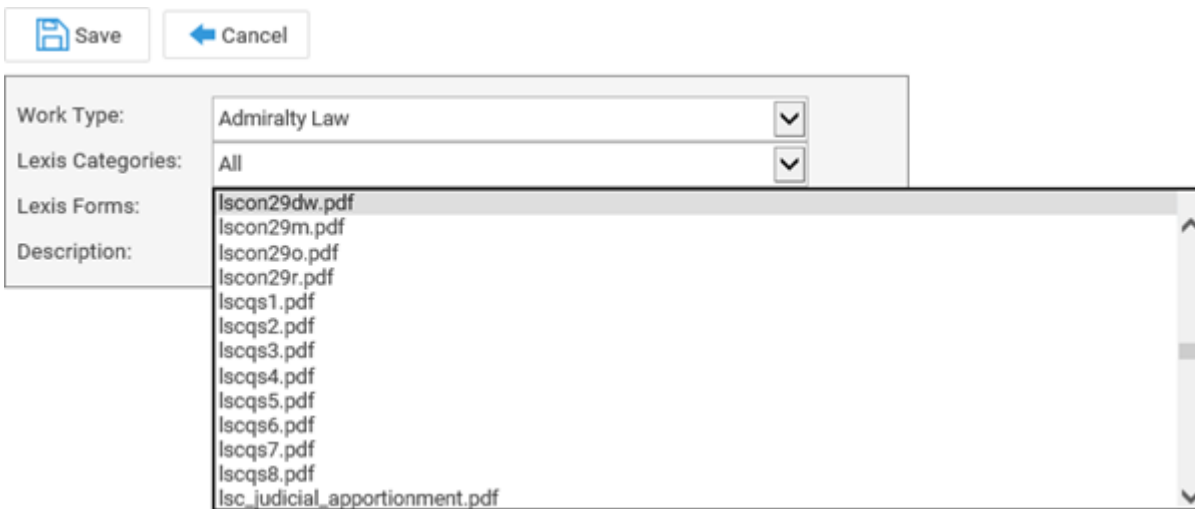 Save Cancel
Work Type: Admiralty Law
Lexis Categories: All
Lexis Forms:
lscon29dw.pdf
lscon29m.pdf
lscon29o.pdf
Description:
lscon29r.pdf
lscqs1.pdf
lscqs2.pdf
lscqs3.pdf
lscqs4.pdf
lscqs5.pdf
lscqs6.pdf
lscqs7.pdf
lscqs8.pdf
lsc_judicial_apportionment.pdf